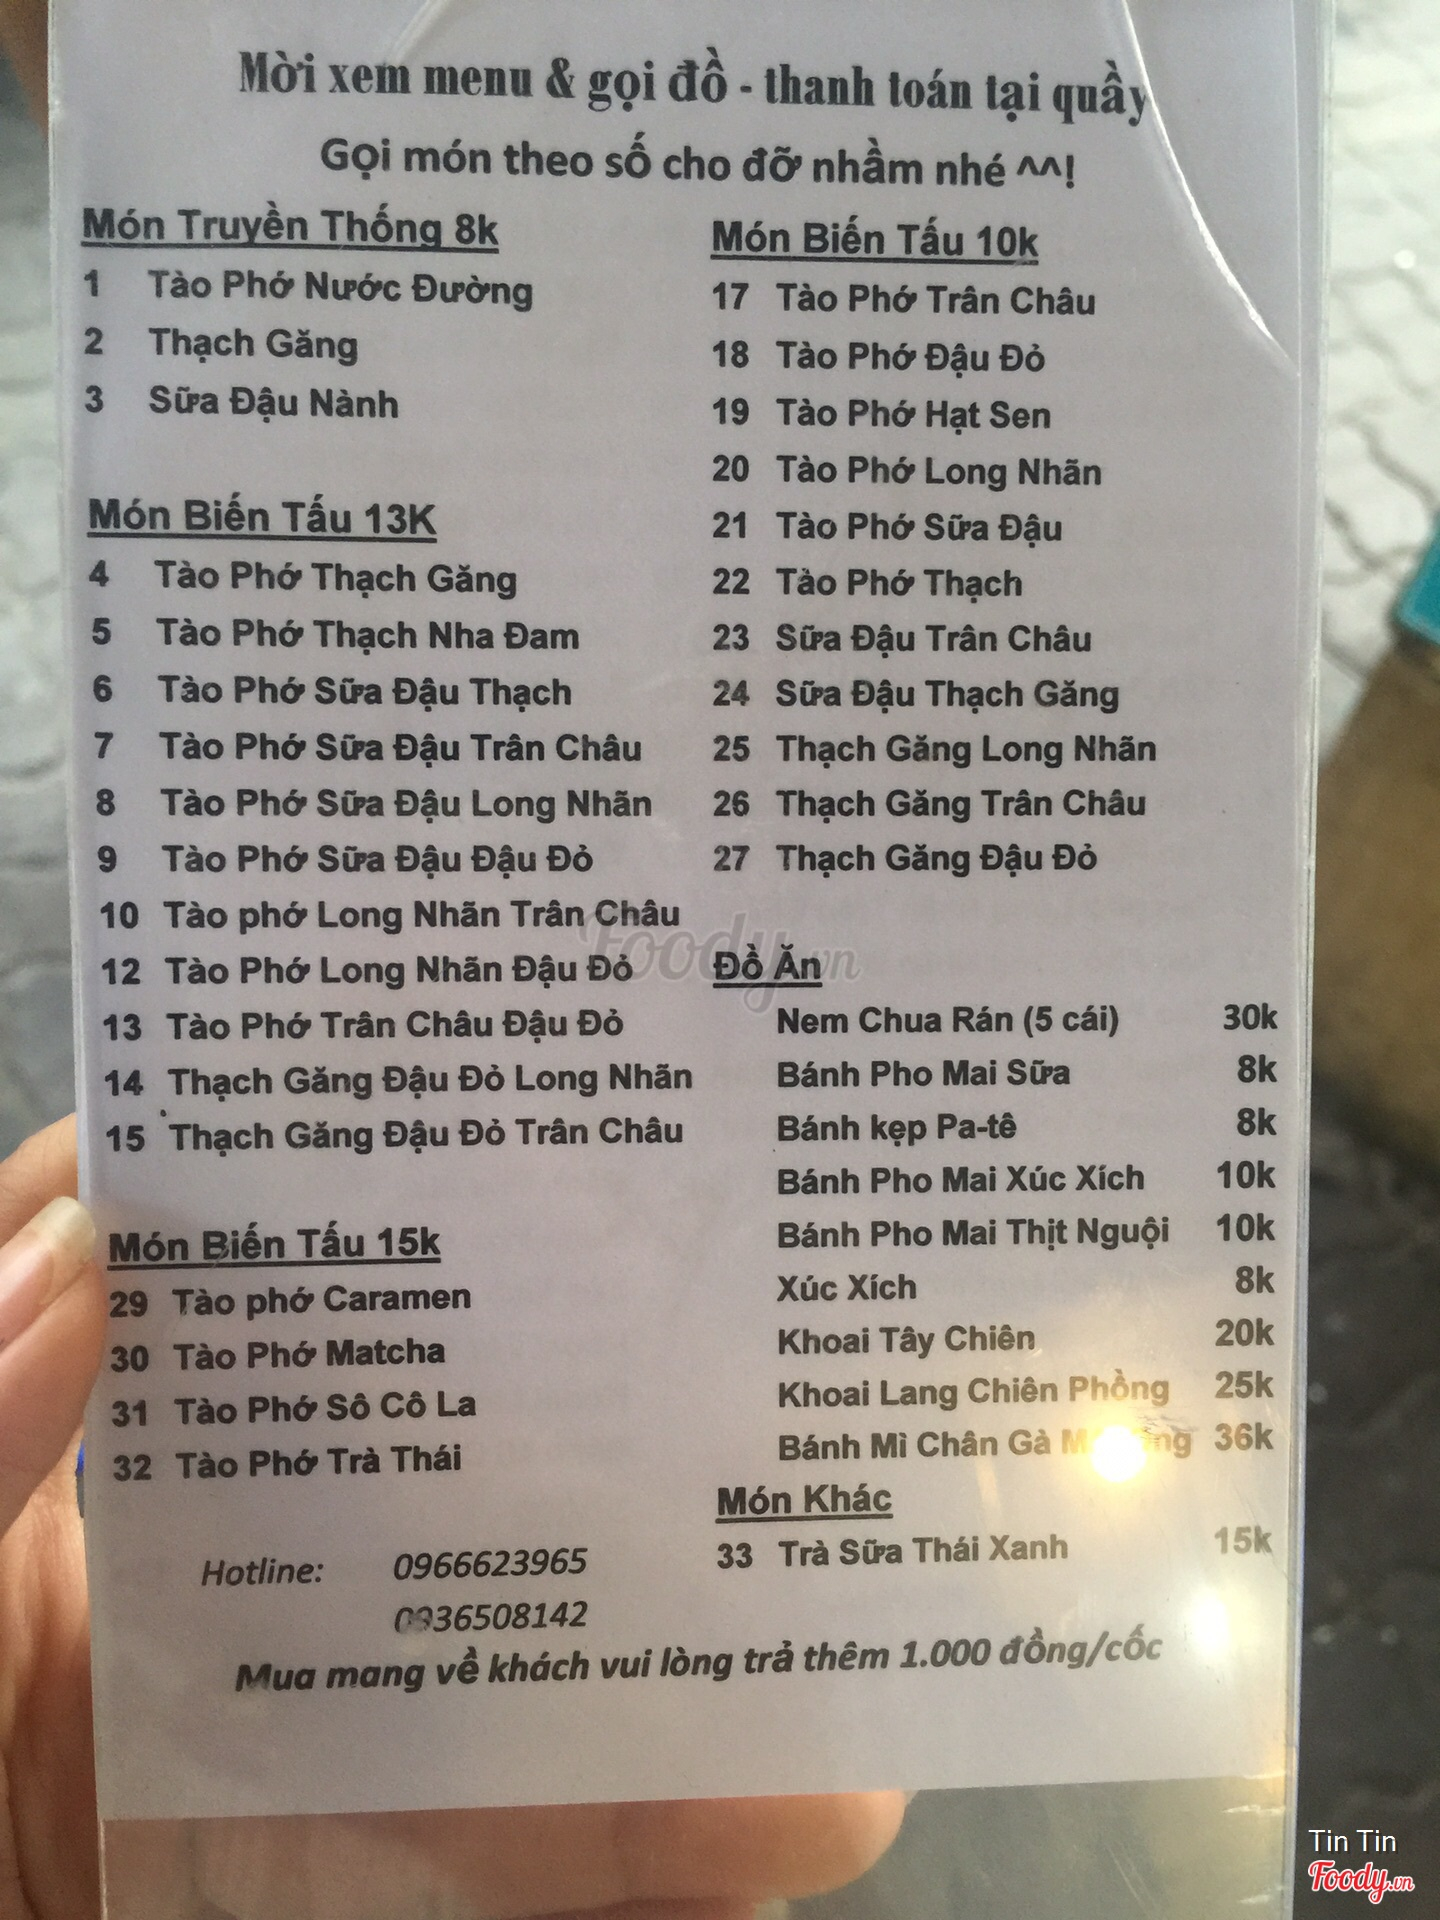 Mời xem menu & gọi đồ - thanh toán tại quầy
Gọi món theo số cho đỡ nhầm nhé ^^!
Món Truyền Thống 8k
1 Tào Phớ Nước Đường
2 Thạch Găng
3 Sữa Đậu Nành
Món Biến Tấu 13K
4 Tào Phớ Thạch Găng
5 Tào Phớ Thạch Nha Đam
6 Tào Phớ Sữa Đậu Thạch
7 Tào Phớ Sữa Đậu Trân Châu
8 Tào Phớ Sữa Đậu Long Nhãn
9 Tào Phớ Sữa Đậu Đậu Đỏ
10 Tào phớ Long Nhãn Trân Châu
12 Tào Phớ Long Nhãn Đậu Đỏ
13 Tào Phớ Trân Châu Đậu Đỏ
14 Thạch Găng Đậu Đỏ Long Nhãn
15 Thạch Găng Đậu Đỏ Trân Châu
Món Biến Tấu 15k
29 Tào phớ Caramen
30 Tào Phớ Matcha
31 Tào Phớ Sô Cô La
32 Tào Phớ Trà Thái
Món Biến Tấu 10k
17 Tào Phớ Trân Châu
18 Tào Phớ Đậu Đỏ
19 Tào Phớ Hạt Sen
20 Tào Phớ Long Nhãn
21 Tào Phớ Sữa Đậu
22 Tào Phớ Thạch
23 Sữa Đậu Trân Châu
24 Sữa Đậu Thạch Găng
25 Thạch Găng Long Nhãn
26 Thạch Găng Trân Châu
27 Thạch Găng Đậu Đỏ
Đồ Ăn
Nem Chua Rán (5 cái) 30k
Bánh Pho Mai Sữa 8k
Bánh kẹp Pa-tê 8k
Bánh Pho Mai Xúc Xích 10k
Bánh Pho Mai Thịt Nguội 10k
Xúc Xích 8k
Khoai Tây Chiên 20k
Khoai Lang Chiên Phồng 25k
Bánh Mì Chân Gà 36k
Món Khác
33 Trà Sữa Thái Xanh 15k
Hotline: 0966623965
0936508142
Mua mang về khách vui lòng trả thêm 1.000 đồng/cốc
Foody.vn
Tin Tin
Foody.vn